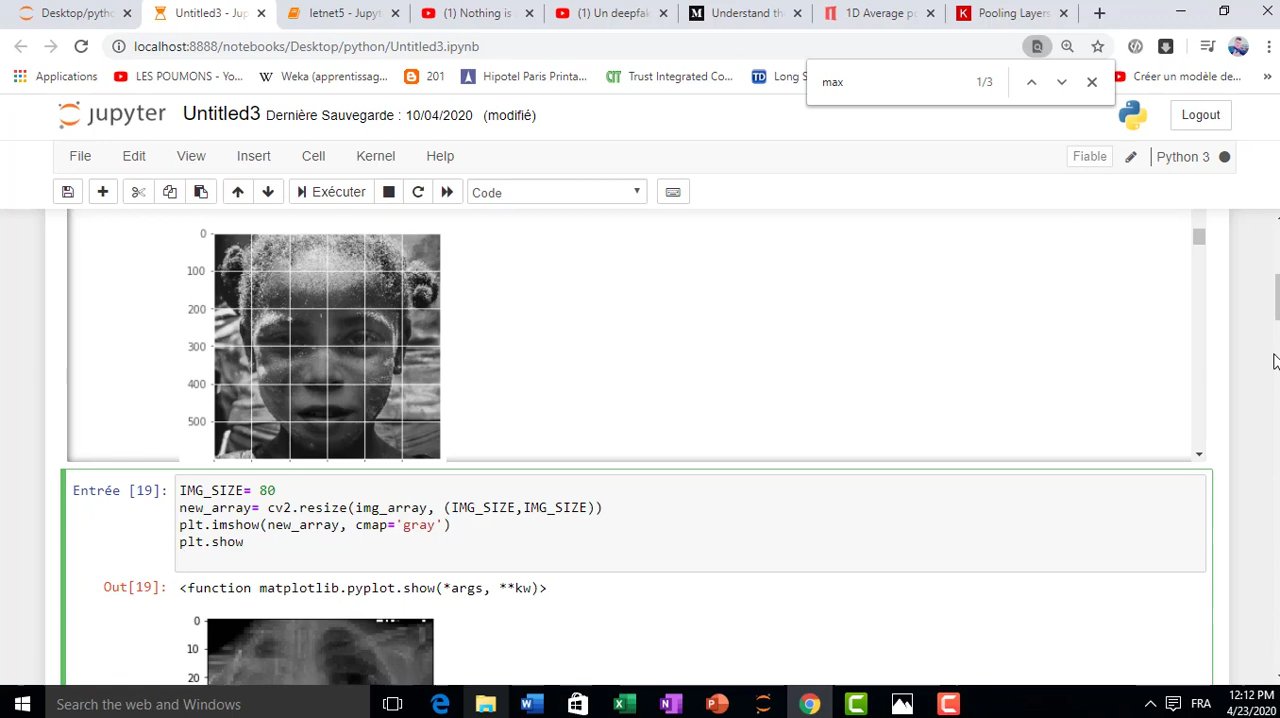 Desktop/pytho
Untitled3 - Jup
letnet5 - Jupyte
(1) Nothing is
(1) Un deepfak
Understand th
1D Average po
Pooling Layers
localhost:8888/notebooks/Desktop/python/Untitled3.ipynb
Applications
LES POUMONS - Yo...
Weka (apprentissag...
201
Hipotel Paris Printa...
Trust Integrated Co...
Long S
Créer un modèle de...
max
1/3
jupyter
Untitled3 Dernière Sauvegarde : 10/04/2020 (modifié)
Logout
File Edit View Insert Cell Kernel Help
Fiable
Python 3
Exécuter
Code
0
100
200
300
400
500
Entrée [19]:
IMG_SIZE= 80
new_array= cv2.resize(img_array, (IMG_SIZE,IMG_SIZE))
plt.imshow(new_array, cmap='gray')
plt.show
Out[19]:
<function matplotlib.pyplot.show(*args, **kw)>
0
10
20
Search the web and Windows
FRA
12:12 PM
4/23/2020